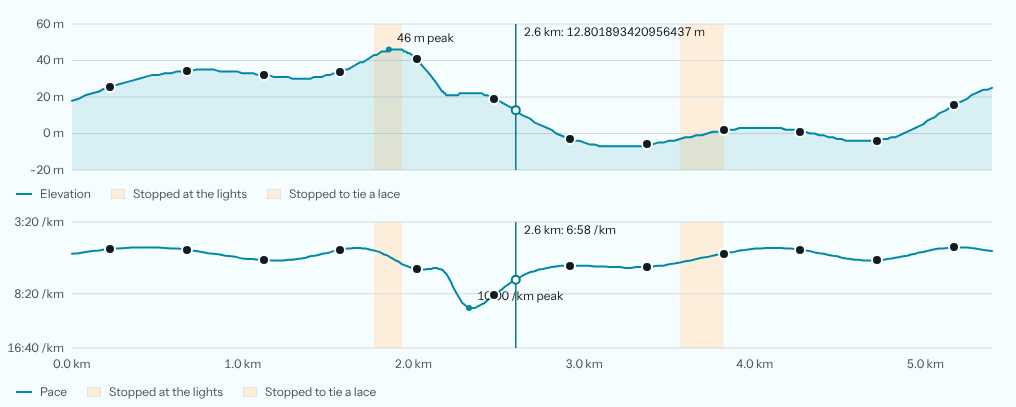 60 m
46 m peak
2.6 km: 12.801893420956437 m
40 m
20 m
0 m
-20 m
Elevation
Stopped at the lights
Stopped to tie a lace
3:20 /km
2.6 km: 6:58 /km
8:20 /km
10:00 /km peak
16:40 /km
0.0 km
1.0 km
2.0 km
3.0 km
4.0 km
5.0 km
Pace
Stopped at the lights
Stopped to tie a lace